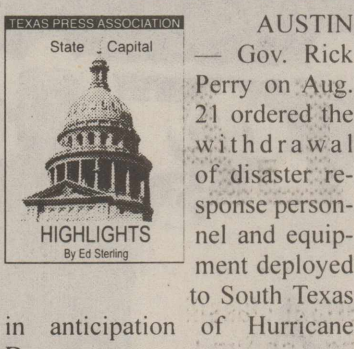 TEXAS PRESS ASSOCIATION
State Capital
HIGHLIGHTS
By Ed Sterling
AUSTIN
— Gov. Rick
Perry on Aug.
21 ordered the
withdrawal
of disaster re-
sponse person-
nel and equip-
ment deployed
to South Texas
in anticipation of Hurricane